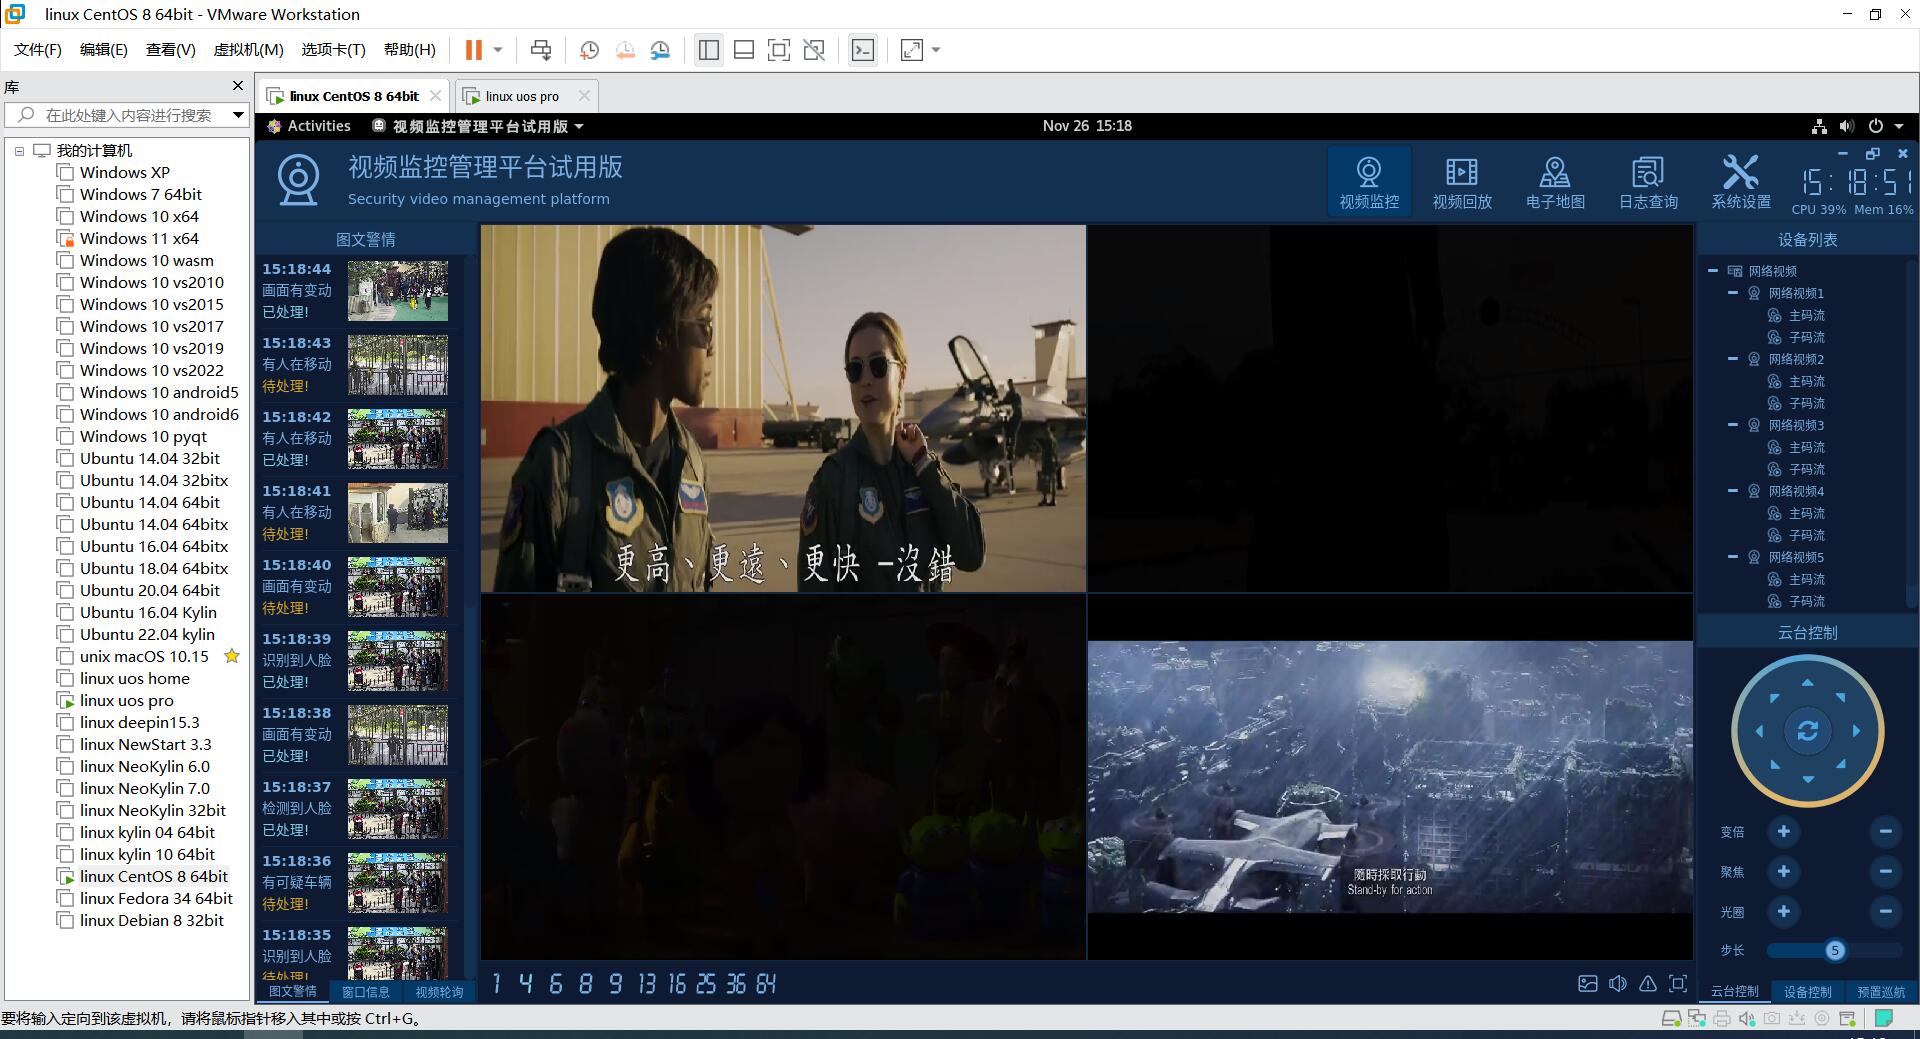 linux CentOS 8 64bit - VMware Workstation
文件(F) 编辑(E) 查看(V) 虚拟机(M) 选项卡(T) 帮助(H)
库
在此处键入内容进行搜索
我的计算机
Windows XP
Windows 7 64bit
Windows 10 x64
Windows 11 x64
Windows 10 wasm
Windows 10 vs2010
Windows 10 vs2015
Windows 10 vs2017
Windows 10 vs2019
Windows 10 vs2022
Windows 10 android5
Windows 10 android6
Windows 10 pyqt
Ubuntu 14.04 32bit
Ubuntu 14.04 32bitx
Ubuntu 14.04 64bit
Ubuntu 14.04 64bitx
Ubuntu 16.04 64bitx
Ubuntu 18.04 64bitx
Ubuntu 20.04 64bit
Ubuntu 16.04 Kylin
Ubuntu 22.04 kylin
unix macOS 10.15
linux uos home
linux uos pro
linux deepin15.3
linux NewStart 3.3
linux NeoKylin 6.0
linux NeoKylin 7.0
linux NeoKylin 32bit
linux kylin 04 64bit
linux kylin 10 64bit
linux CentOS 8 64bit
linux Fedora 34 64bit
linux Debian 8 32bit
linux CentOS 8 64bit
linux uos pro
Activities
视频监控管理平台试用版
Nov 26 15:18
视频监控管理平台试用版
Security video management platform
视频监控
视频回放
电子地图
日志查询
系统设置
15:18:51
CPU 39% Mem 16%
图文警情
15:18:44
画面有变动
已处理!
15:18:43
有人在移动
待处理!
15:18:42
有人在移动
已处理!
15:18:41
有人在移动
待处理!
15:18:40
画面有变动
待处理!
15:18:39
识别到人脸
已处理!
15:18:38
画面有变动
已处理!
15:18:37
检测到人脸
已处理!
15:18:36
有可疑车辆
待处理!
15:18:35
识别到人脸
待处理!
图文警情 窗口信息 视频轮询
更高、更遠、更快 –沒錯
隨時採取行動
Stand-by for action
1 4 6 8 9 13 16 25 36 64
设备列表
网络视频
网络视频1
主码流
子码流
网络视频2
主码流
子码流
网络视频3
主码流
子码流
网络视频4
主码流
子码流
网络视频5
主码流
子码流
云台控制
变倍
聚焦
光圈
步长
5
云台控制 设备控制 预置巡航
要将输入定向到该虚拟机，请将鼠标指针移入其中或按 Ctrl+G。